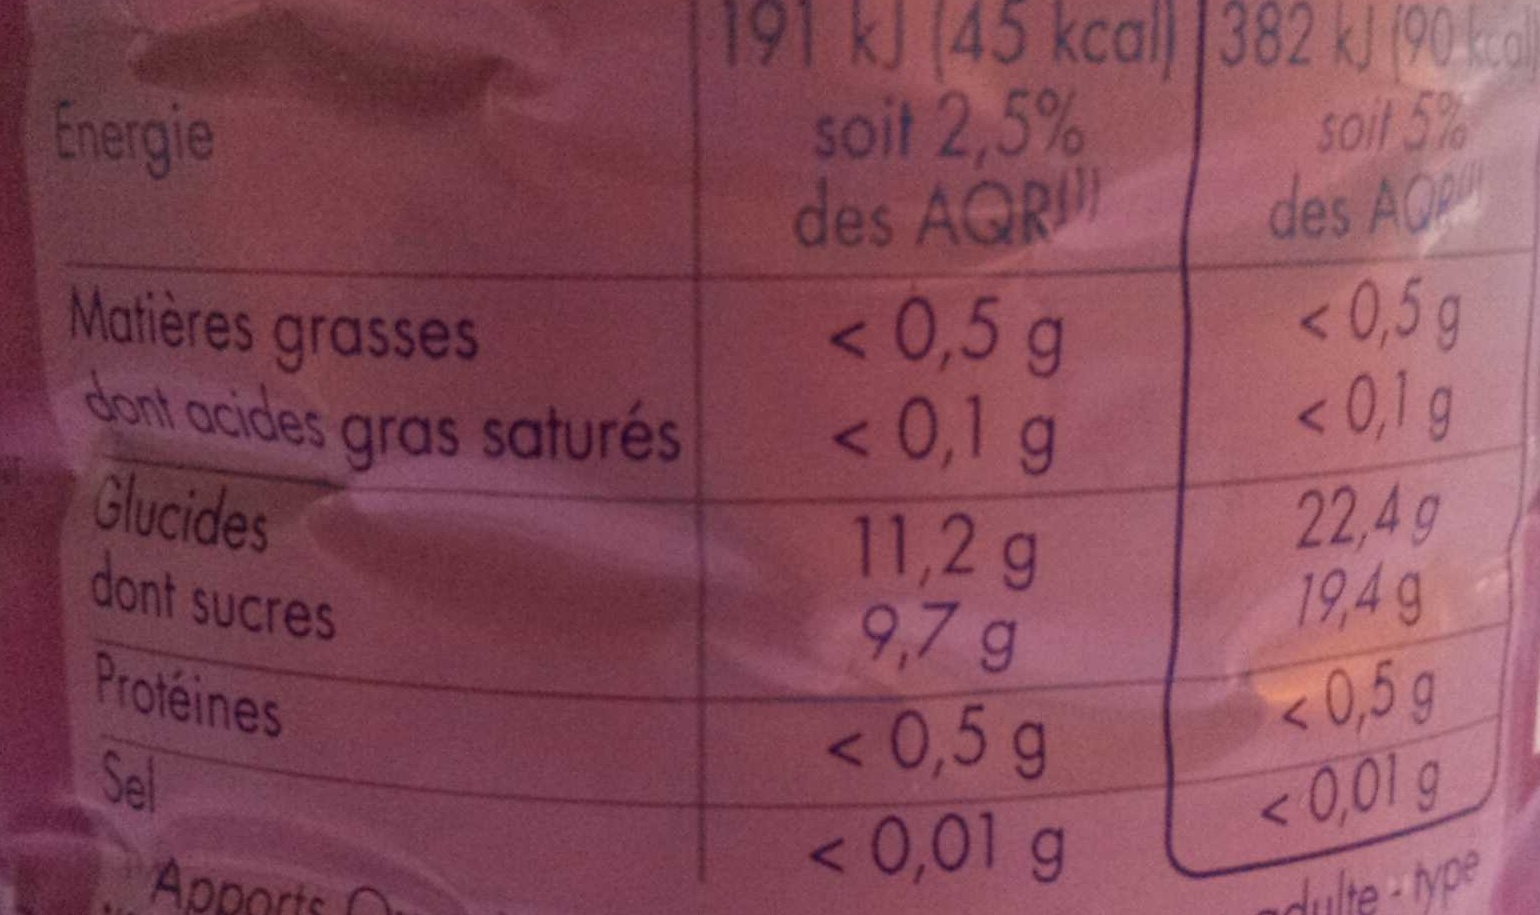 191 kJ (45 kcal) 382 kJ (90 kcal
Energie soit 2,5% soit 5%
des AQR(1) des AQR(1)
Matières grasses < 0,5 g < 0,5 g
dont acides gras saturés < 0,1 g < 0,1 g
Glucides 11,2 g 22,4 g
dont sucres 9,7 g 19,4 g
Protéines < 0,5 g < 0,5 g
Sel < 0,01 g < 0,01 g
Apports adulte - type